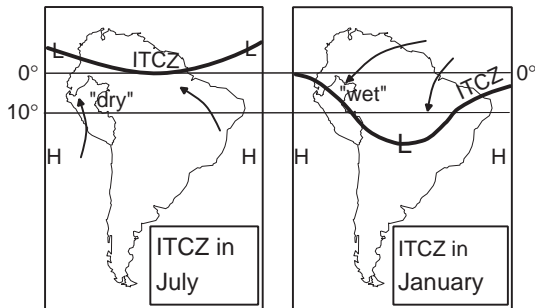 L
ITCZ
L
0°
"dry"
10°
H
H
ITCZ in
July
ITCZ
0°
"wet"
L
H
H
ITCZ in
January